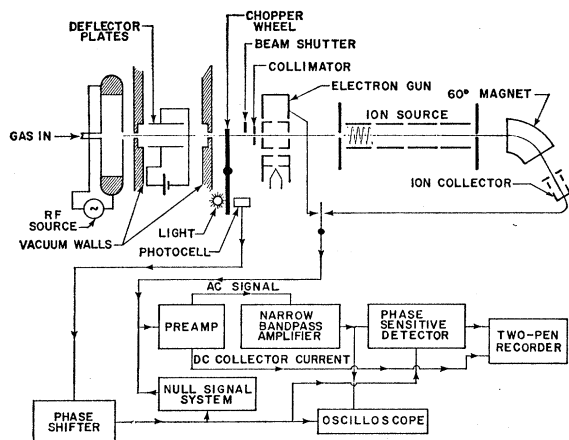 CHOPPER
WHEEL
DEFLECTOR
PLATES
BEAM SHUTTER
COLLIMATOR
ELECTRON GUN
60° MAGNET
ION SOURCE
GAS IN
ION
COLLECTOR
RF
SOURCE
LIGHT
VACUUM WALLS
PHOTOCELL
AC SIGNAL
PREAMP
NARROW
BANDPASS
AMPLIFIER
PHASE
SENSITIVE
DETECTOR
TWO-PEN
RECORDER
DC COLLECTOR CURRENT
NULL SIGNAL
SYSTEM
PHASE
SHIFTER
OSCILLOSCOPE